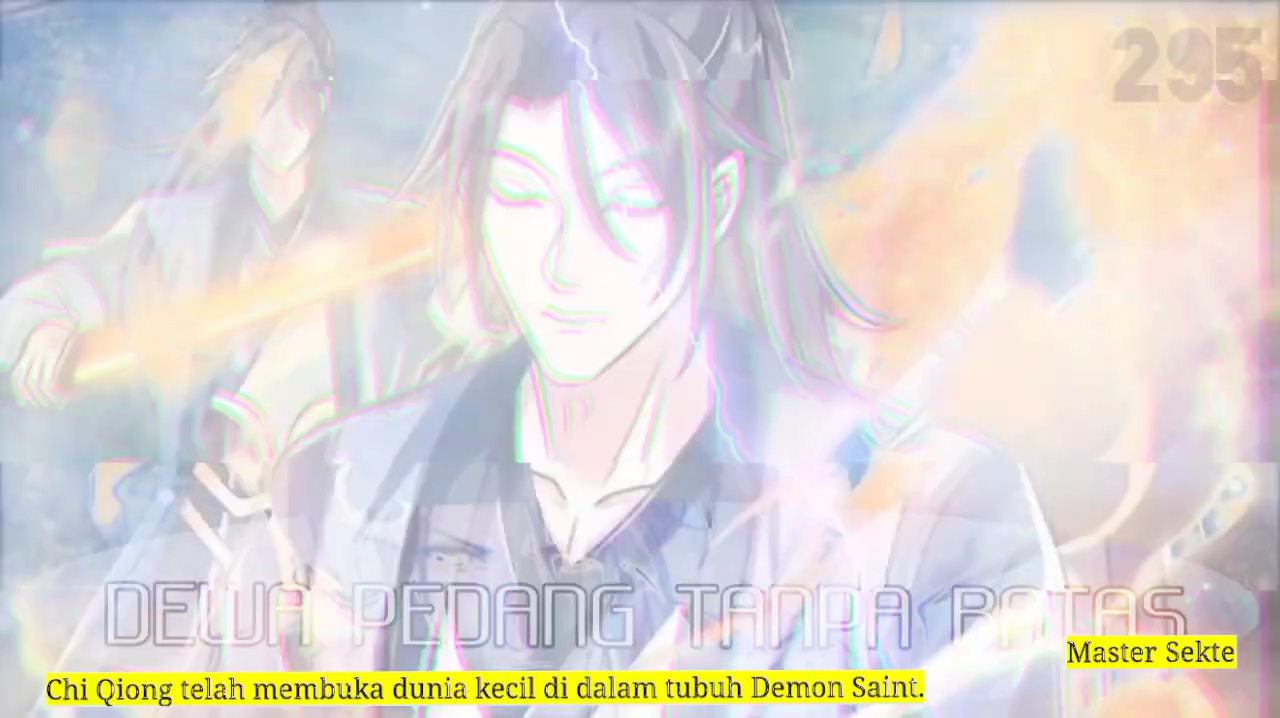 295
DEWA PEDANG TANPA BATAS
Master Sekte
Chi Qiong telah membuka dunia kecil di dalam tubuh Demon Saint.